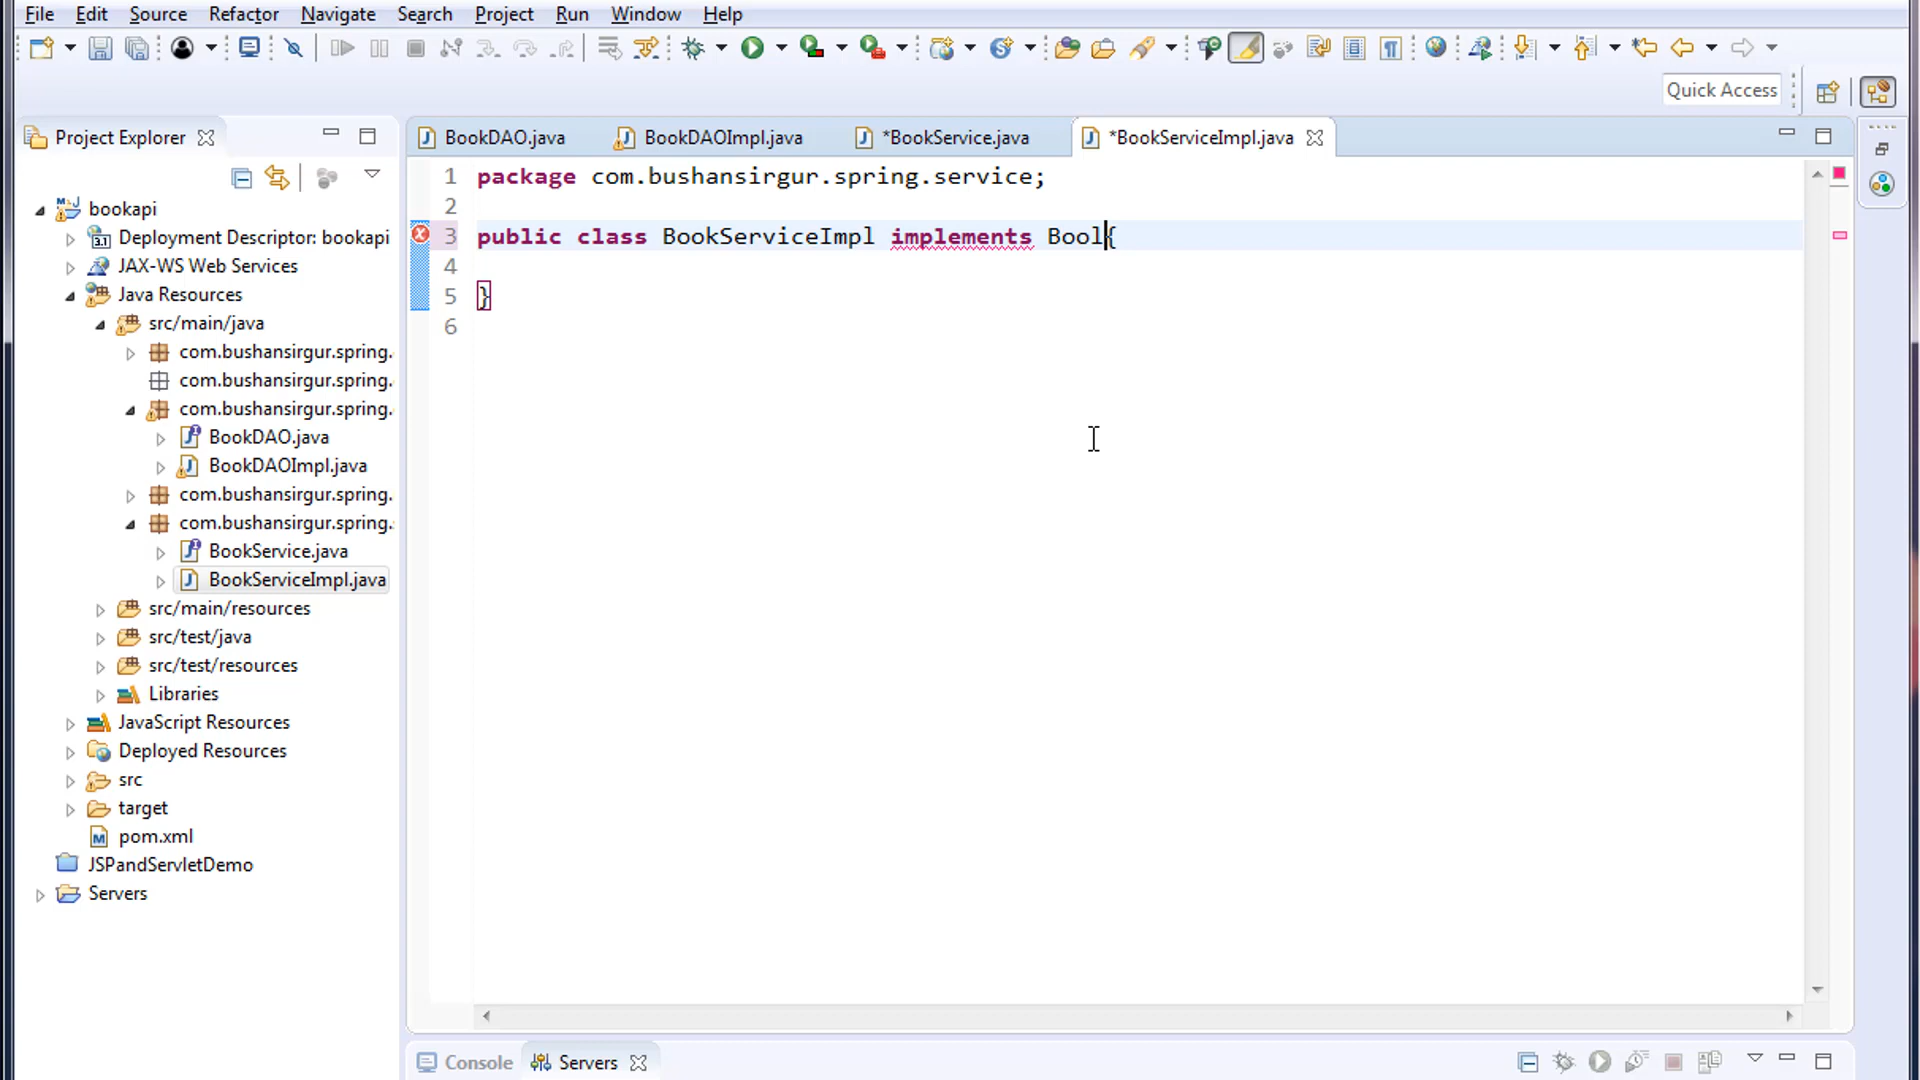 File Edit Source Refactor Navigate Search Project Run Window Help
Quick Access
Project Explorer
BookDAO.java BookDAOImpl.java *BookService.java *BookServiceImpl.java
bookapi
Deployment Descriptor: bookapi
JAX-WS Web Services
Java Resources
src/main/java
com.bushansirgur.spring.
com.bushansirgur.spring.
com.bushansirgur.spring.
BookDAO.java
BookDAOImpl.java
com.bushansirgur.spring.
com.bushansirgur.spring.
BookService.java
BookServiceImpl.java
src/main/resources
src/test/java
src/test/resources
Libraries
JavaScript Resources
Deployed Resources
src
target
pom.xml
JSPandServletDemo
Servers
1 package com.bushansirgur.spring.service;
2
3 public class BookServiceImpl implements Bool{
4
5 }
6
Console Servers